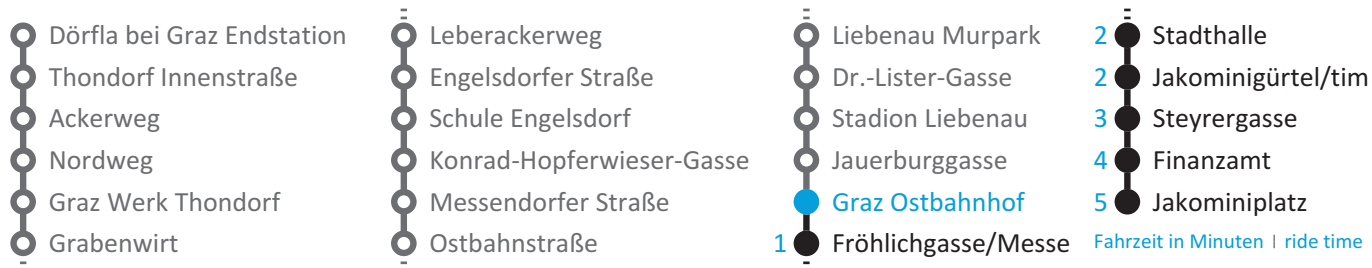 Dörfla bei Graz Endstation
Thondorf Innenstraße
Ackerweg
Nordweg
Graz Werk Thondorf
Grabenwirt
Leberackerweg
Engelsdorfer Straße
Schule Engelsdorf
Konrad-Hopferwieser-Gasse
Messendorfer Straße
Ostbahnstraße
Liebenau Murpark
Dr.-Lister-Gasse
Stadion Liebenau
Jauerburggasse
Graz Ostbahnhof
1 Fröhlichgasse/Messe
2 Stadthalle
2 Jakominigürtel/tim
3 Steyrergasse
4 Finanzamt
5 Jakominiplatz
Fahrzeit in Minuten | ride time